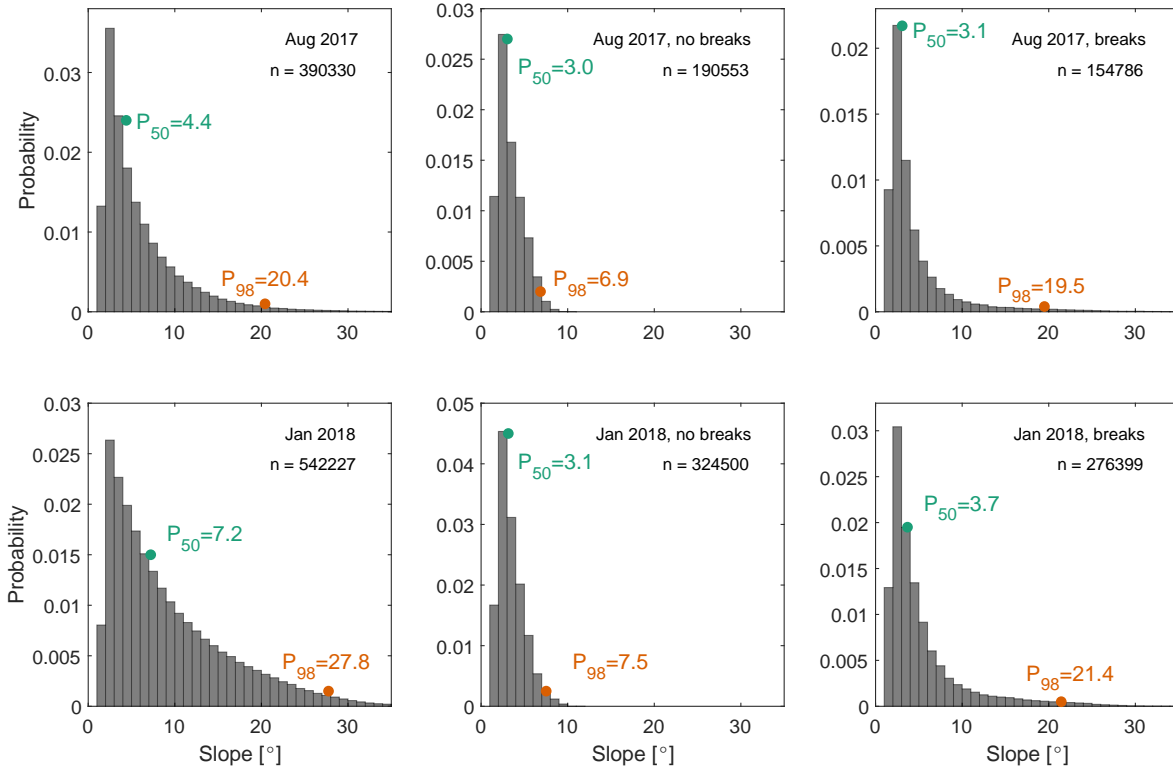 Aug 2017
n = 390330
P50=4.4
P98=20.4
Probability
0 0.01 0.02 0.03
0 10 20 30
Aug 2017, no breaks
n = 190553
P50=3.0
P98=6.9
0 0.005 0.01 0.015 0.02 0.025 0.03
0 10 20 30
Aug 2017, breaks
n = 154786
P50=3.1
P98=19.5
0 0.005 0.01 0.015 0.02
0 10 20 30
Jan 2018
n = 542227
P50=7.2
P98=27.8
Probability
0 0.005 0.01 0.015 0.02 0.025 0.03
0 10 20 30
Slope [°]
Jan 2018, no breaks
n = 324500
P50=3.1
P98=7.5
0 0.01 0.02 0.03 0.04 0.05
0 10 20 30
Slope [°]
Jan 2018, breaks
n = 276399
P50=3.7
P98=21.4
0 0.005 0.01 0.015 0.02 0.025 0.03
0 10 20 30
Slope [°]